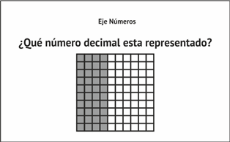 Eje Números
¿Qué número decimal esta representado?